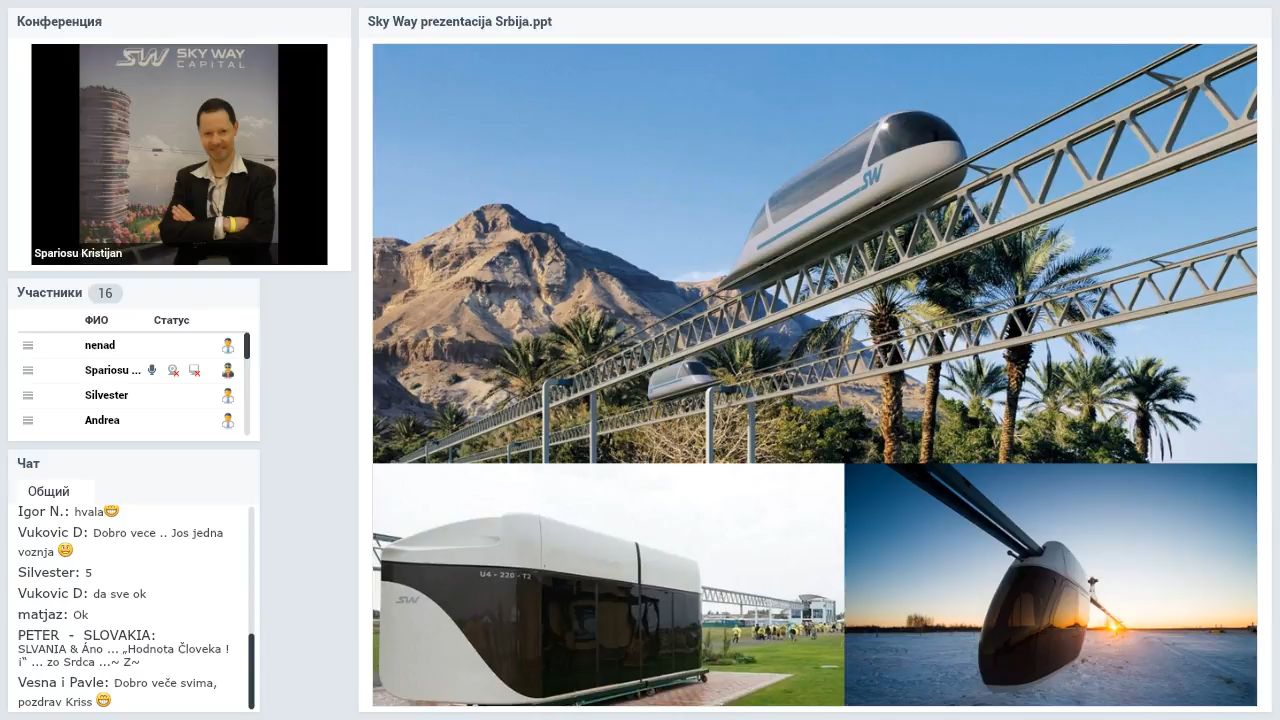 Конференция
SKY WAY
CAPITAL
Spariosu Kristijan
Участники 16
ФИО Статус
nenad
Spariosu ...
Silvester
Andrea
Чат
Общий
Igor N.: hvala
Vukovic D: Dobro vece .. Jos jedna
voznja
Silvester: 5
Vukovic D: da sve ok
matjaz: Ok
PETER - SLOVAKIA:
SLVANIA & Áno ... „Hodnota Človeka !
i“ ... zo Srdca ...~ Z~
Vesna i Pavle: Dobro veče svima,
pozdrav Kriss
Sky Way prezentacija Srbija.ppt
SW
U4 - 220 - T2
SW